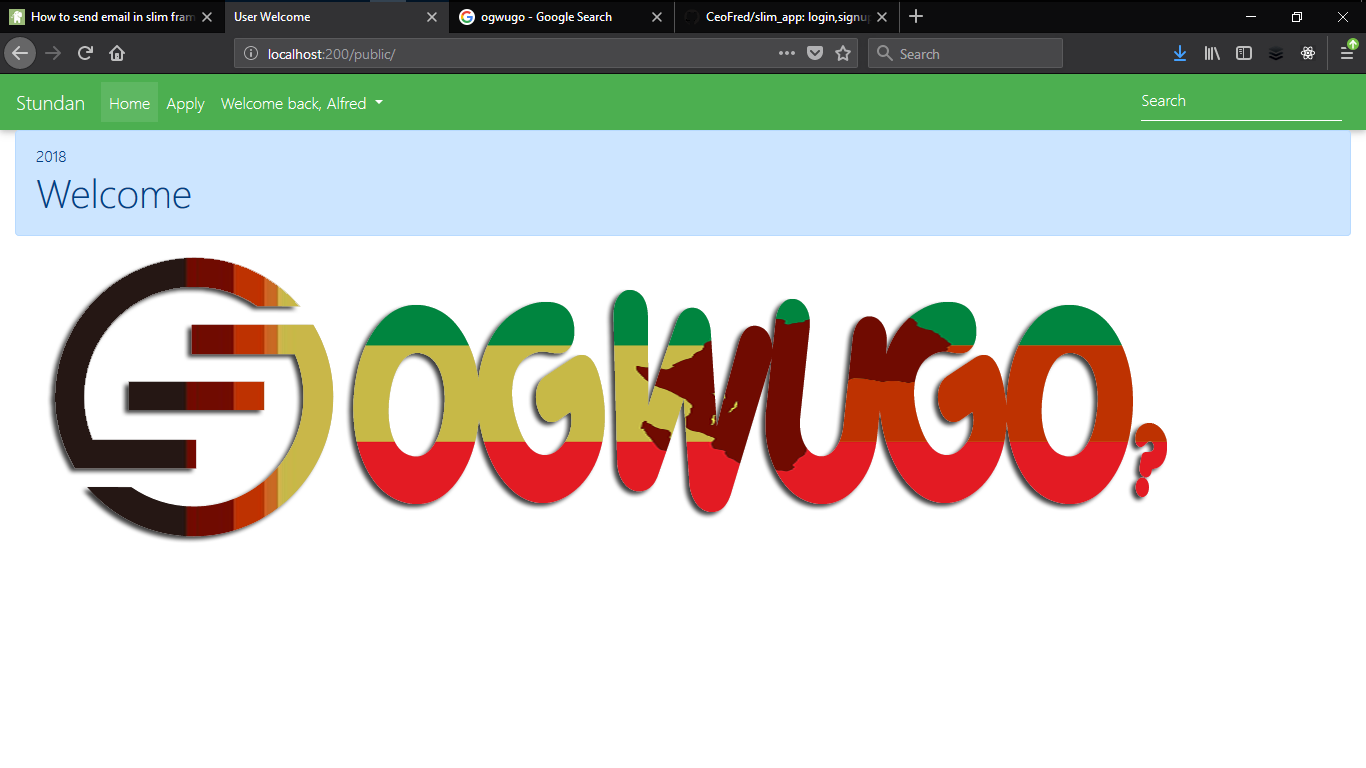 How to send email in slim fram
User Welcome
ogwugo - Google Search
CeoFred/slim_app: login,signup
localhost:200/public/
Search
Stundan Home Apply Welcome back, Alfred
Search
2018
Welcome
OGWUGO?